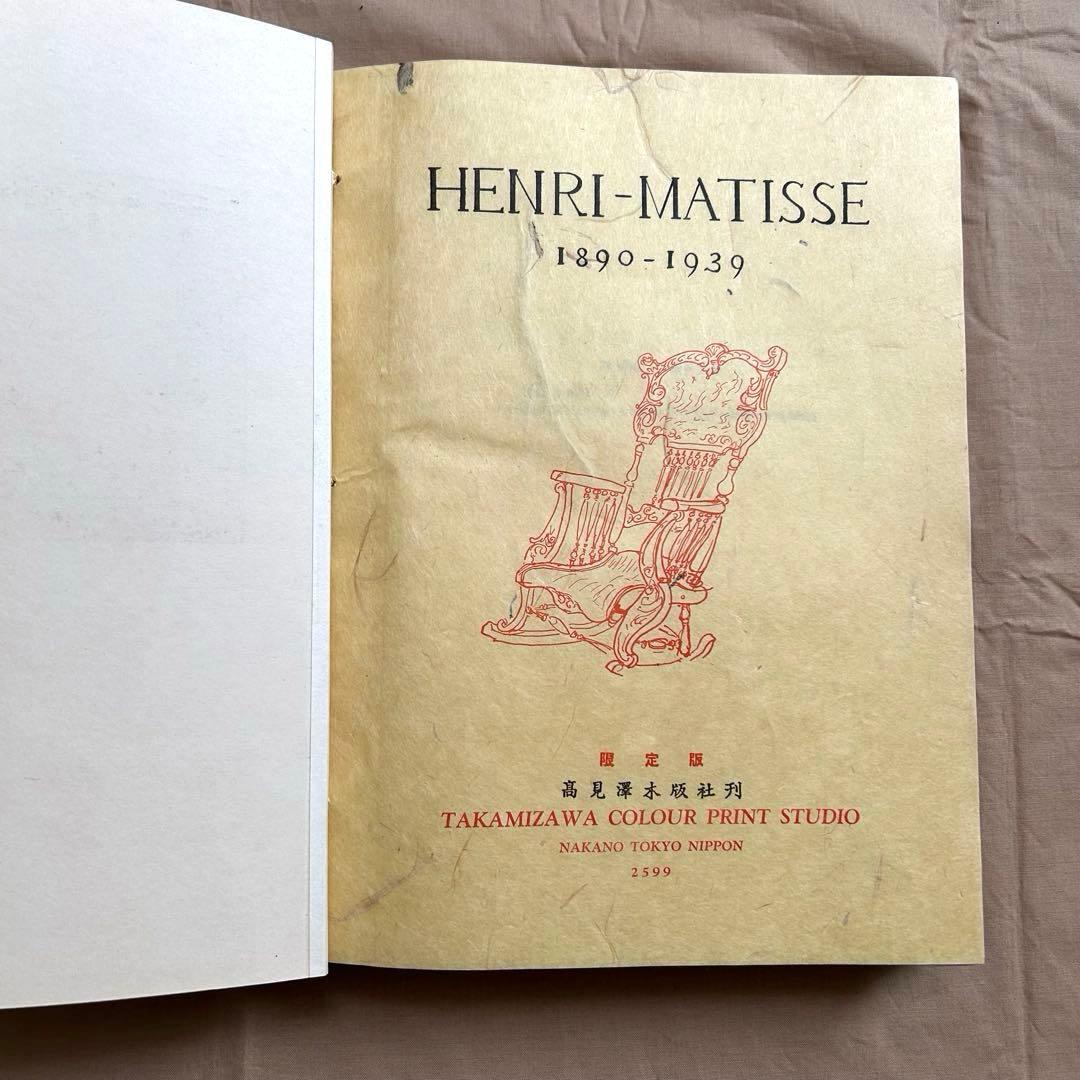 HENRI-MATISSE
1890-1939
限定版
髙見澤木版社刊
TAKAMIZAWA COLOUR PRINT STUDIO
NAKANO TOKYO NIPPON
2599